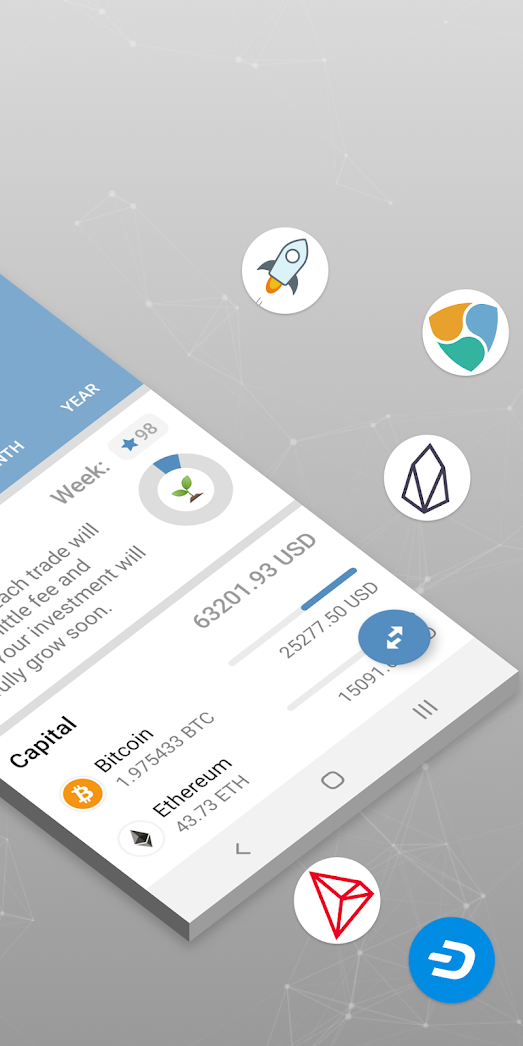 YEAR
NTH
Week:
98
ach trade will
ittle fee and
our investment will
ully grow soon.
Capital
63201.93 USD
Bitcoin
1.975433 BTC
25277.50 USD
Ethereum
43.73 ETH
15091.